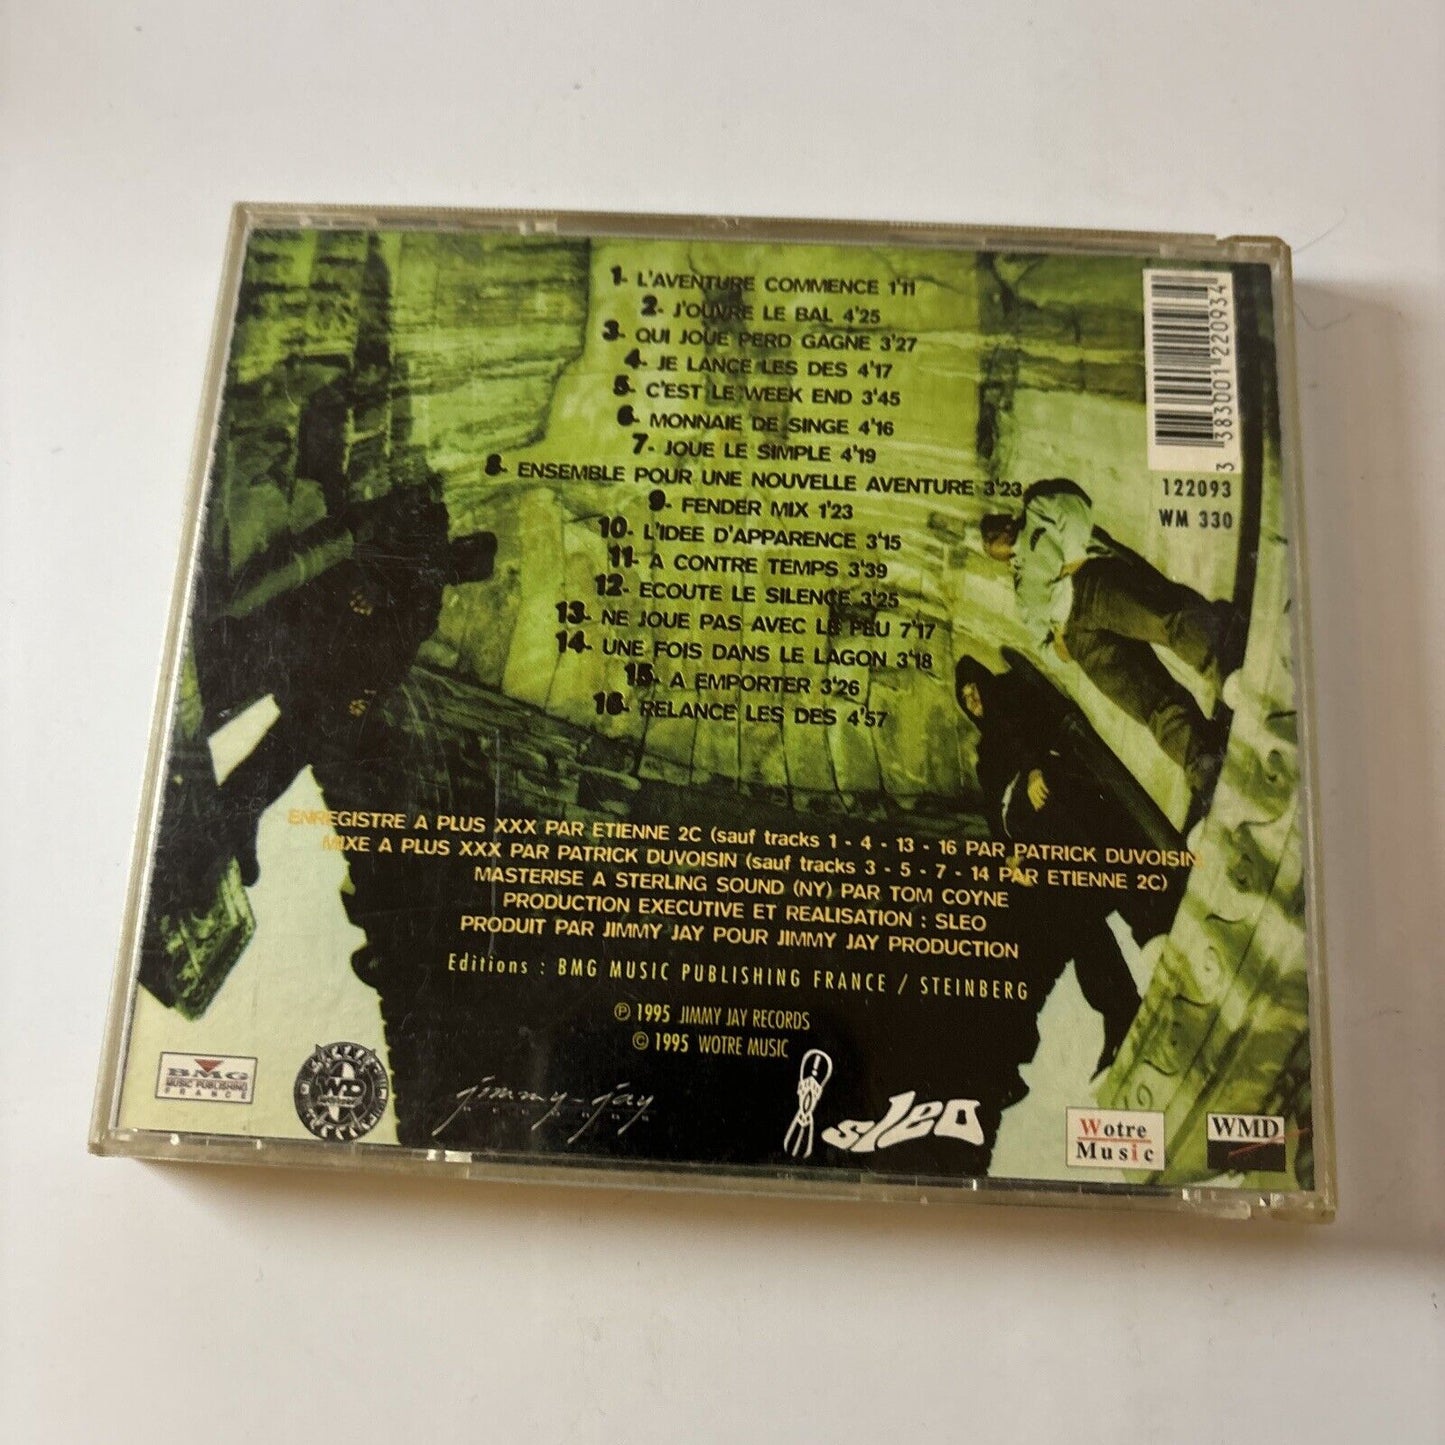 1- L'AVENTURE COMMENCE 1'11
2- J'OUVRE LE BAL 4'25
3- QUI JOUE PERD GAGNE 3'27
4- JE LANCE LES DES 4'17
5- C'EST LE WEEK END 3'45
6- MONNAIE DE SINGE 4'16
7- JOUE LE SIMPLE 4'19
8- ENSEMBLE POUR UNE NOUVELLE AVENTURE 3'23
9- FENDER MIX 1'23
10- L'IDEE D'APPARENCE 3'15
11- A CONTRE TEMPS 3'39
12- ECOUTE LE SILENCE 3'25
13- NE JOUE PAS AVEC LE FEU 7'17
14- UNE FOIS DANS LE LAGON 3'18
15- A EMPORTER 3'26
16- RELANCE LES DES 4'57
3 383001 220934
122093
WM 330
ENREGISTRE A PLUS XXX PAR ETIENNE 2C (sauf tracks 1 - 4 - 13 - 16 PAR PATRICK DUVOISIN)
MIXE A PLUS XXX PAR PATRICK DUVOISIN (sauf tracks 3 - 5 - 7 - 14 PAR ETIENNE 2C)
MASTERISE A STERLING SOUND (NY) PAR TOM COYNE
PRODUCTION EXECUTIVE ET REALISATION : SLEO
PRODUIT PAR JIMMY JAY POUR JIMMY JAY PRODUCTION
Editions : BMG MUSIC PUBLISHING FRANCE / STEINBERG
℗ 1995 JIMMY JAY RECORDS
© 1995 WOTRE MUSIC
BMG
MUSIC PUBLISHING
FRANCE
WD
jimmy-jay
sleo
Wotre
Music
WMD